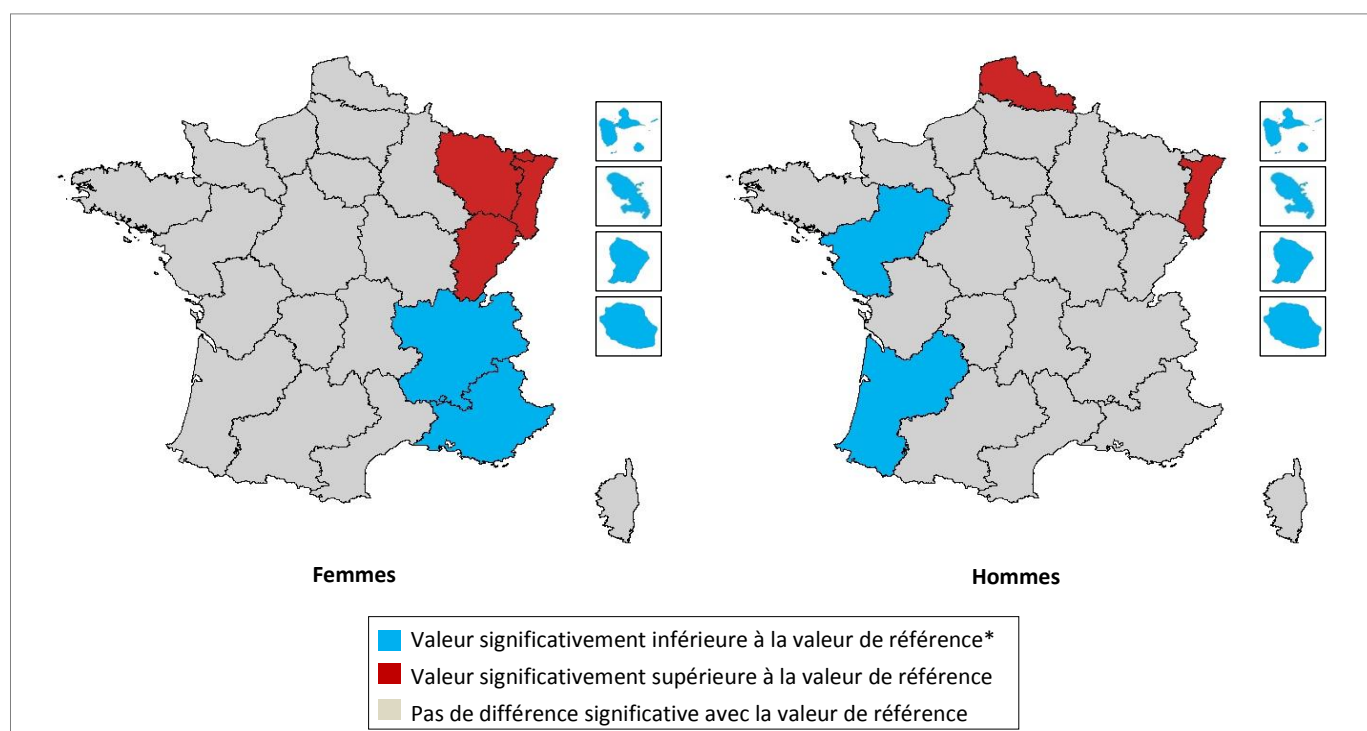 Femmes
Hommes
Valeur significativement inférieure à la valeur de référence*
Valeur significativement supérieure à la valeur de référence
Pas de différence significative avec la valeur de référence